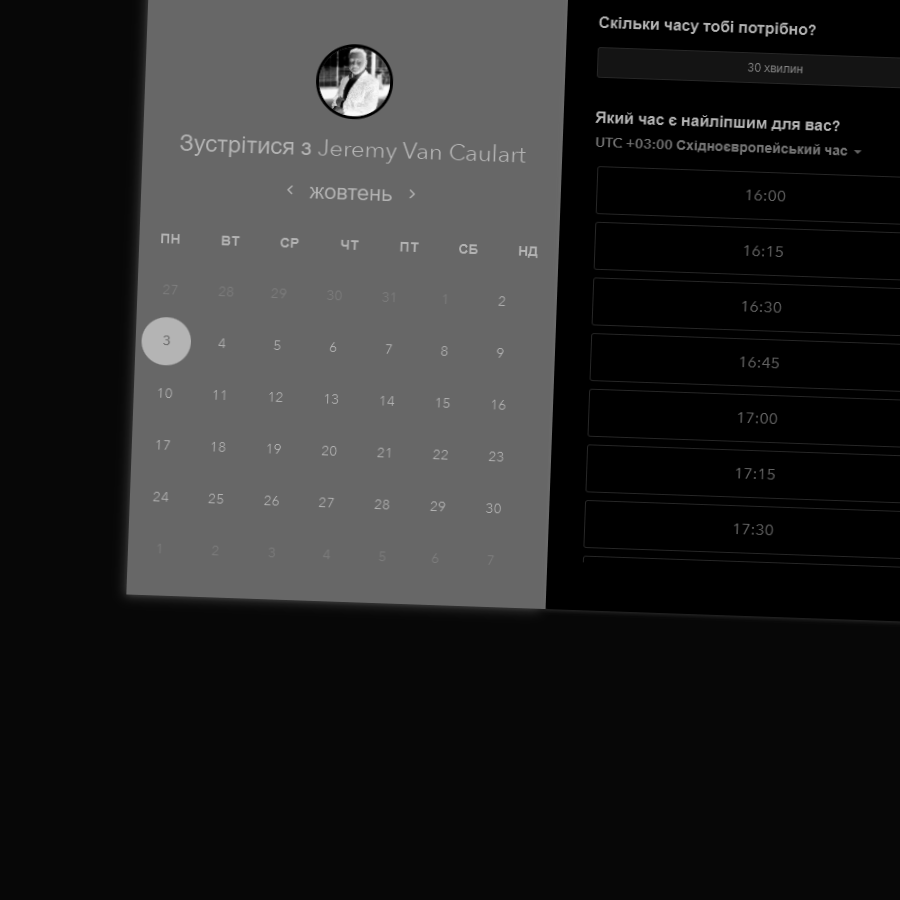 Зустрітися з Jeremy Van Caulart
жовтень
ПН ВТ СР ЧТ ПТ СБ НД
27 28 29 30 31 1 2
3 4 5 6 7 8 9
10 11 12 13 14 15 16
17 18 19 20 21 22 23
24 25 26 27 28 29 30
1 2 3 4 5 6 7
Скільки часу тобі потрібно?
30 хвилин
Який час є найліпшим для вас?
UTC +03:00 Східноєвропейський час
16:00
16:15
16:30
16:45
17:00
17:15
17:30